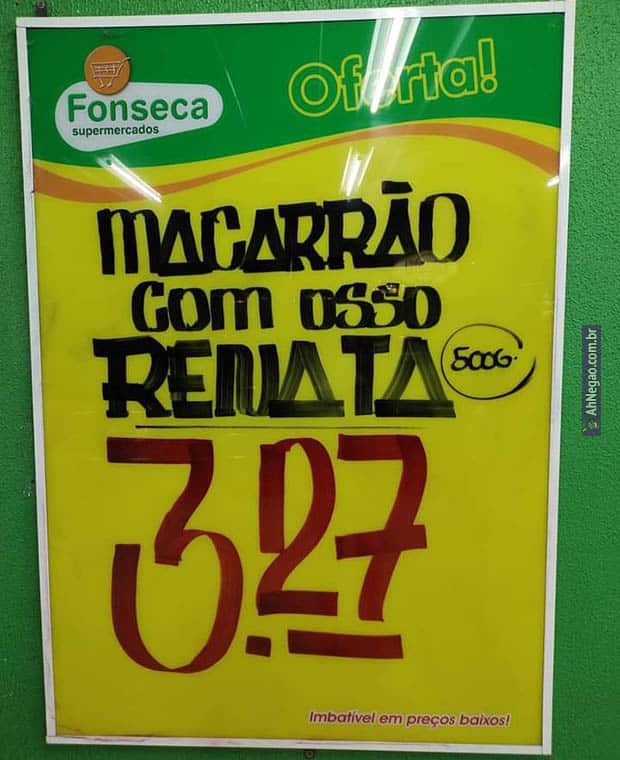 Fonseca
supermercados
Oferta!
MACARRÃO
COM OSSO
RENATA
500G.
3.27
Imbatível em preços baixos!
AhNegao.com.br